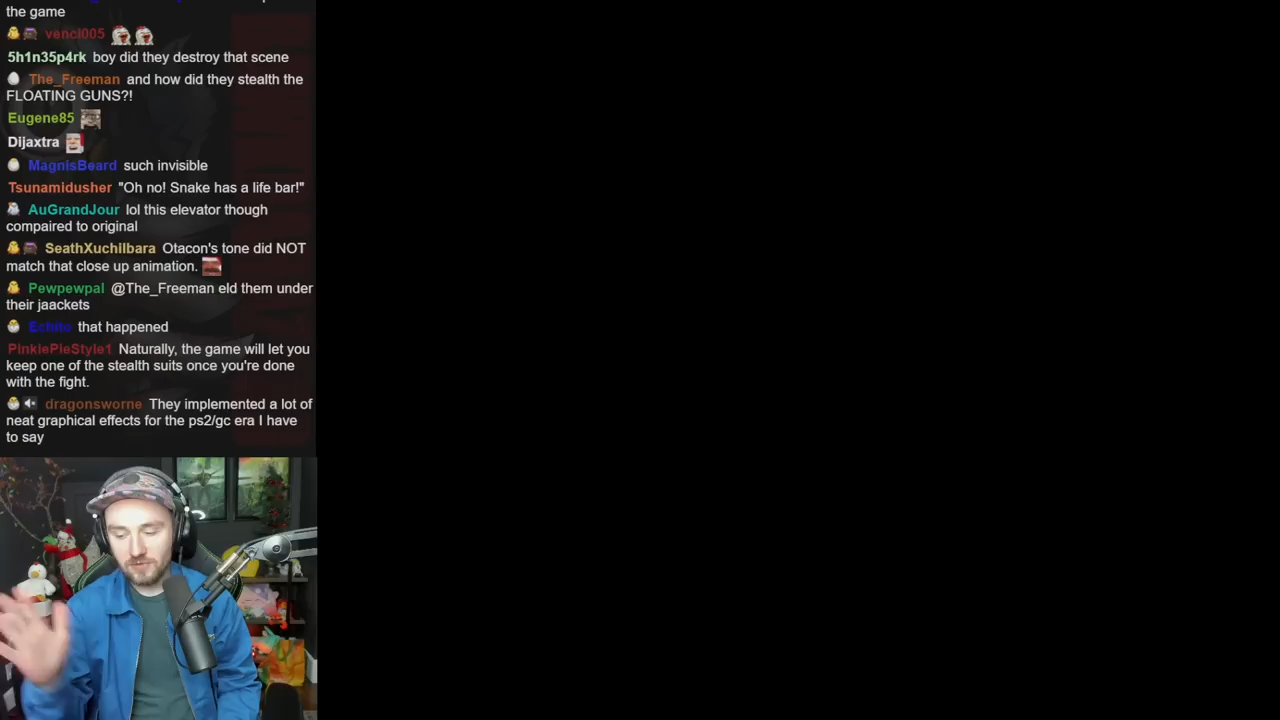 the game
vencl005
5h1n35p4rk boy did they destroy that scene
The_Freeman and how did they stealth the
FLOATING GUNS?!
Eugene85
Dijaxtra
MagnisBeard such invisible
Tsunamidusher "Oh no! Snake has a life bar!"
AuGrandJour lol this elevator though
compaired to original
SeathXuchilbara Otacon's tone did NOT
match that close up animation.
Pewpewpal @The_Freeman eld them under
their jaackets
Echito that happened
PInkiePieStyle1 Naturally, the game will let you
keep one of the stealth suits once you're done
with the fight.
dragonsworne They implemented a lot of
neat graphical effects for the ps2/gc era I have
to say